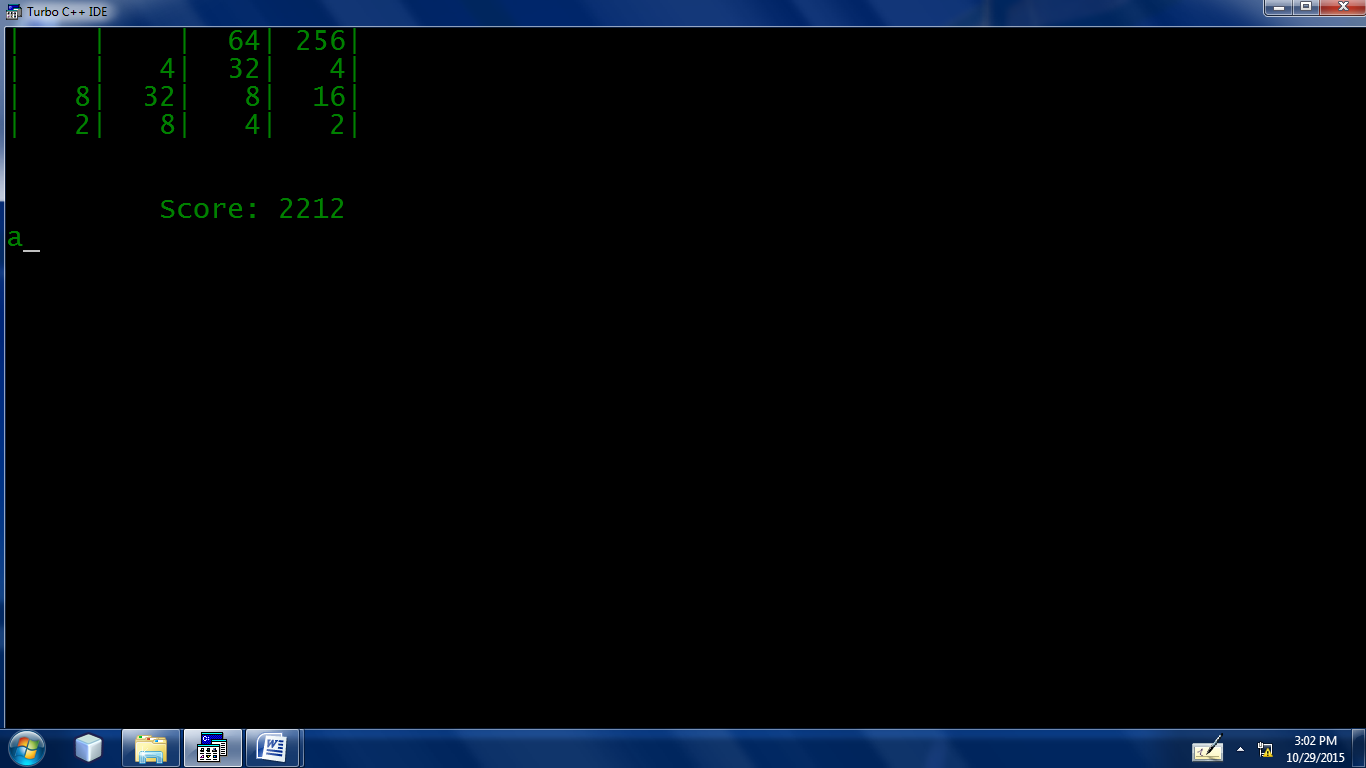 Turbo C++ IDE
| | | 64| 256|
| | 4| 32| 4|
| 8| 32| 8| 16|
| 2| 8| 4| 2|
Score: 2212
a_
3:02 PM
10/29/2015